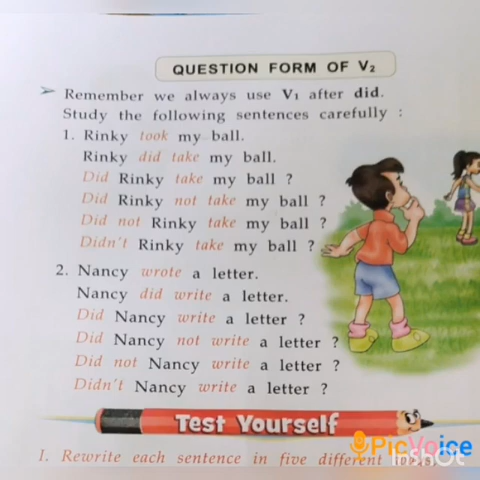 QUESTION FORM OF V2
➤ Remember we always use V1 after did.
Study the following sentences carefully :
1. Rinky took my ball.
Rinky did take my ball.
Did Rinky take my ball ?
Did Rinky not take my ball ?
Did not Rinky take my ball ?
Didn't Rinky take my ball ?
2. Nancy wrote a letter.
Nancy did write a letter.
Did Nancy write a letter ?
Did Nancy not write a letter ?
Did not Nancy write a letter ?
Didn't Nancy write a letter ?
Test Yourself
I. Rewrite each sentence in five different
PicVoice